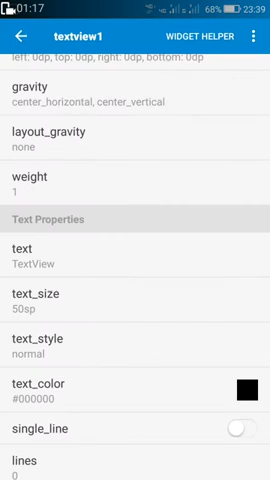 01:17
68% 23:39
textview1 WIDGET HELPER
left: 0dp, top: 0dp, right: 0dp, bottom: 0dp
gravity
center_horizontal, center_vertical
layout_gravity
none
weight
1
Text Properties
text
TextView
text_size
50sp
text_style
normal
text_color
#000000
single_line
lines
0